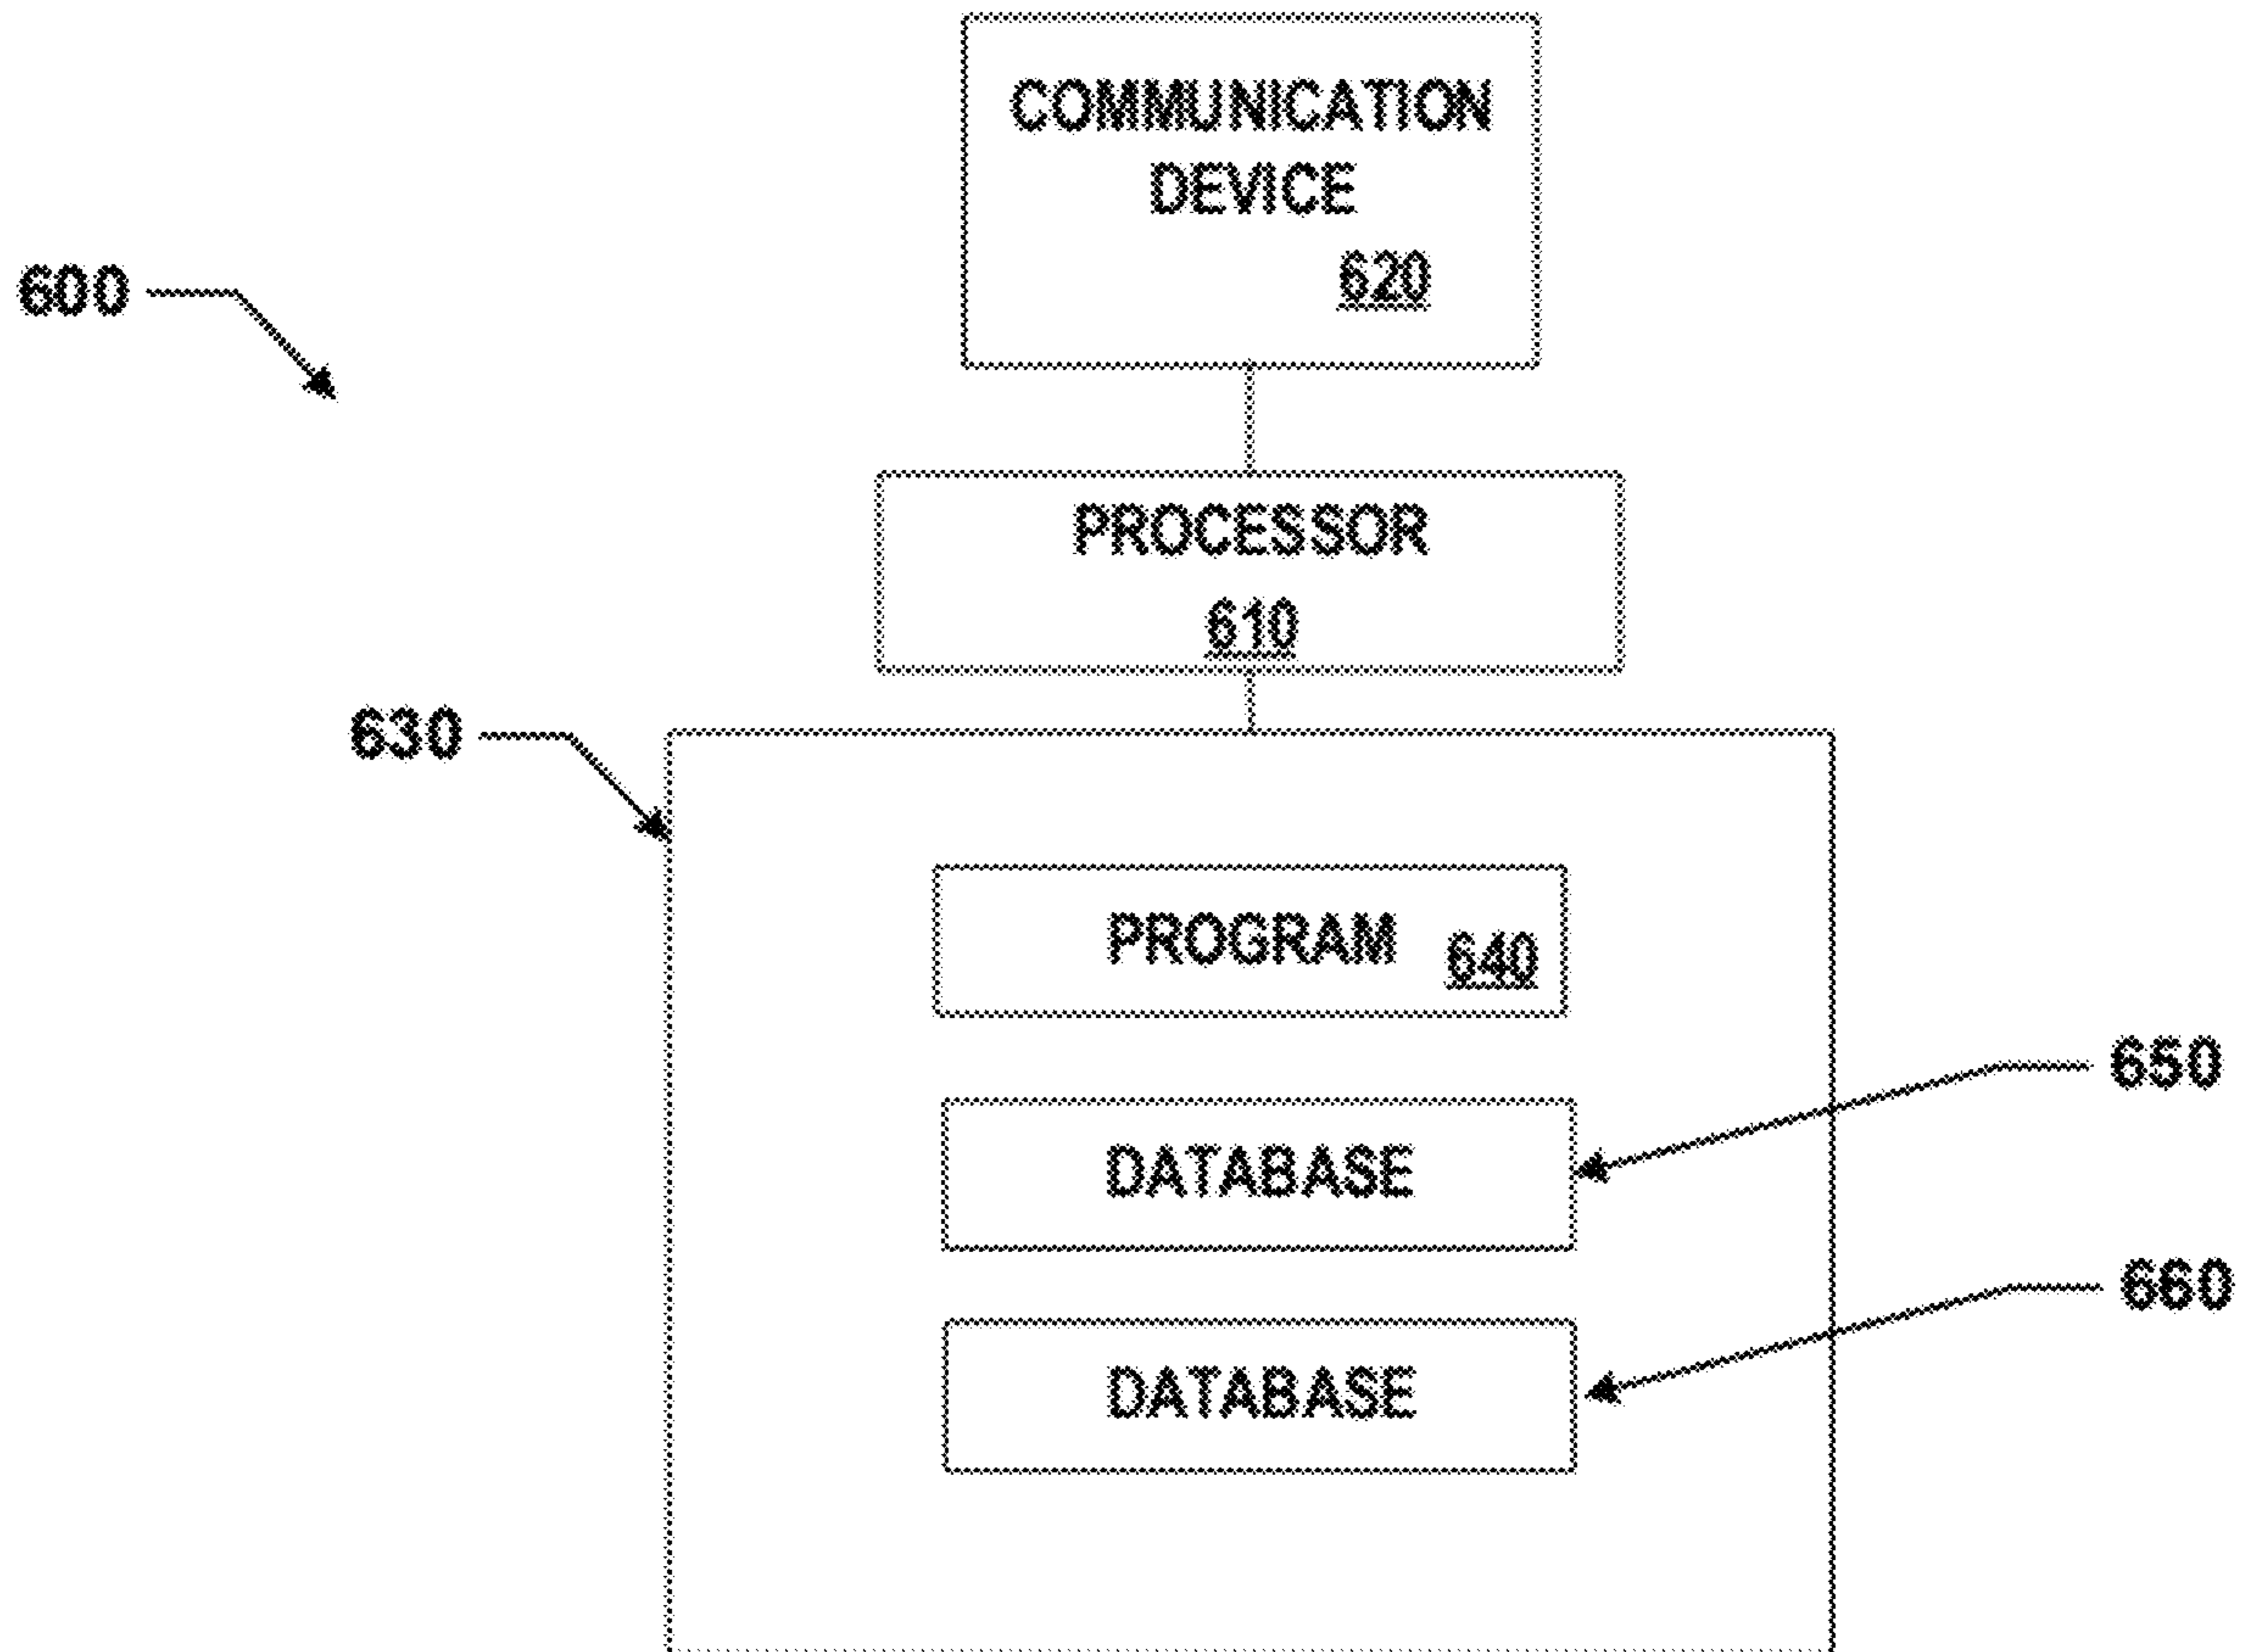 COMMUNICATION
DEVICE
620
600
PROCESSOR
610
630
PROGRAM 640
650
DATABASE
660
DATABASE